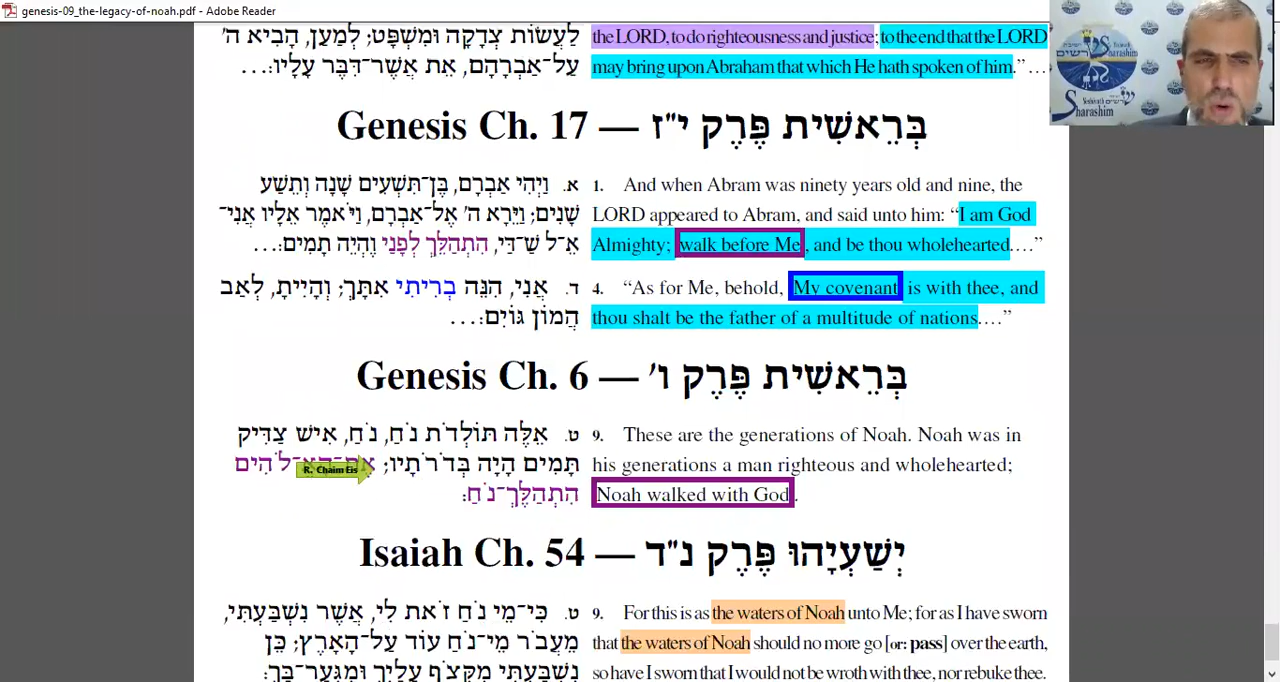 genesis-09_the-legacy-of-noah.pdf - Adobe Reader
לַעֲשׂוֹת צְדָקָה וּמִשְׁפָּט; לְמַעַן, הָבִיא ה'
עַל־אַבְרָהָם, אֵת אֲשֶׁר־דִּבֶּר עָלָיו:...
the LORD, to do righteousness and justice; to the end that the LORD
may bring upon Abraham that which He hath spoken of him.”…
Yeshivath
שרשים
Sharashim
Genesis Ch. 17 — בְּרֵאשִׁית פֶּרֶק י"ז
א. וַיְהִי אַבְרָם, בֶּן־תִּשְׁעִים שָׁנָה וְתֵשַׁע
שָׁנִים; וַיֵּרָא ה' אֶל־אַבְרָם, וַיֹּאמֶר אֵלָיו אֲנִי־
אֵ־ל שַׁ־דַּי, הִתְהַלֵּךְ לְפָנַי וֶהְיֵה תָמִים:...
1. And when Abram was ninety years old and nine, the
LORD appeared to Abram, and said unto him: “I am God
Almighty; walk before Me, and be thou wholehearted….”
ד. אֲנִי, הִנֵּה בְרִיתִי אִתָּךְ; וְהָיִיתָ, לְאַב
הֲמוֹן גּוֹיִם:...
4. “As for Me, behold, My covenant is with thee, and
thou shalt be the father of a multitude of nations….”
Genesis Ch. 6 — בְּרֵאשִׁית פֶּרֶק ו'
ט. אֵלֶּה תּוֹלְדֹת נֹחַ, נֹחַ, אִישׁ צַדִּיק
תָּמִים הָיָה בְּדֹרֹתָיו; אֶת־הָאֱ־לֹהִים
הִתְהַלֶּךְ־נֹחַ:
R. Chaim Eis
9. These are the generations of Noah. Noah was in
his generations a man righteous and wholehearted;
Noah walked with God.
Isaiah Ch. 54 — יְשַׁעְיָהוּ פֶּרֶק נ"ד
ט. כִּי־מֵי נֹחַ זֹאת לִי, אֲשֶׁר נִשְׁבַּעְתִּי,
מֵעֲבֹר מֵי־נֹחַ עוֹד עַל־הָאָרֶץ; כֵּן
נִשְׁבַּעְתִּי מִקְּצֹף עָלַיִךְ וּמִגְּעָר־בָּךְ:
9. For this is as the waters of Noah unto Me; for as I have sworn
that the waters of Noah should no more go [or: pass] over the earth,
so have I sworn that I would not be wroth with thee, nor rebuke thee.